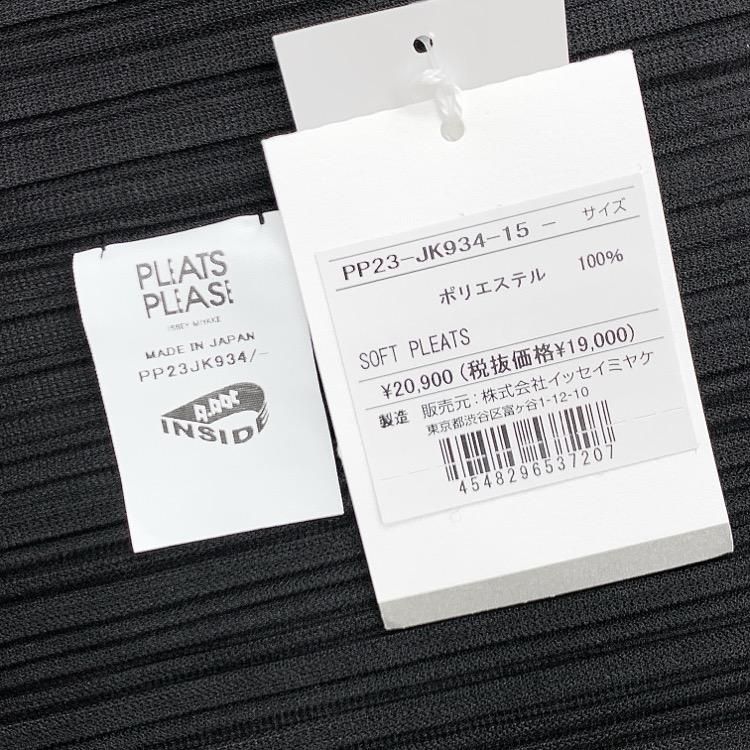 PLEATS
PLEASE
ISSEY MIYAKE
MADE IN JAPAN
PP23JK934/-
A-POC
INSIDE
PP23-JK934-15 - サイズ
ポリエステル 100%
SOFT PLEATS
¥20,900(税抜価格¥19,000)
製造 販売元:株式会社イッセイミヤケ
東京都渋谷区富ヶ谷1-12-10
4548296537207